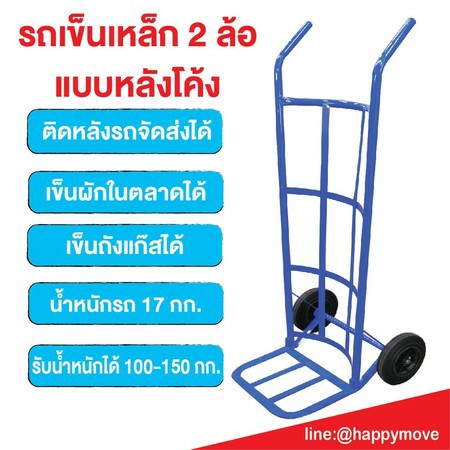 รถเข็นเหล็ก 2 ล้อ
แบบหลังโค้ง
ติดหลังรถจัดส่งได้
เข็นผักในตลาดได้
เข็นถังแก๊สได้
น้ำหนักรถ 17 กก.
รับน้ำหนักได้ 100-150 กก.
line:@happymove